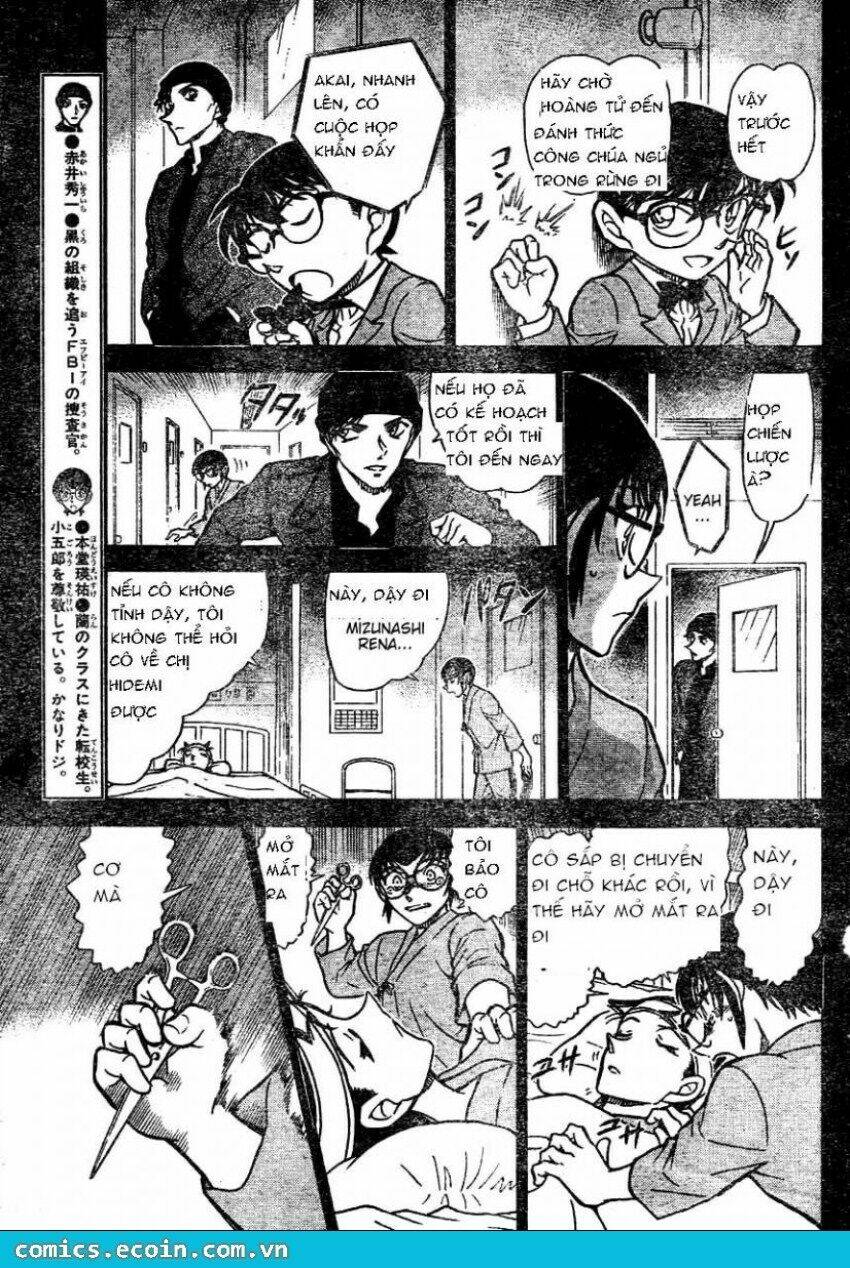 VẬY
TRƯỚC
HẾT
HÃY CHỜ
HOÀNG TỬ ĐẾN
ĐÁNH THỨC
CÔNG CHÚA NGỦ
TRONG RỪNG ĐI
AKAI, NHANH
LÊN, CÓ
CUỘC HỌP
KHẨN ĐẤY
HỌP
CHIẾN
LƯỢC
À?
YEAH
...
NẾU HỌ ĐÃ
CÓ KẾ HOẠCH
TỐT RỒI THÌ
TÔI ĐẾN NGAY
NÀY, DẬY ĐI
MIZUNASHI
RENA...
NẾU CÔ KHÔNG
TỈNH DẬY, TÔI
KHÔNG THỂ HỎI
CÔ VỀ CHỊ
HIDEMI
ĐƯỢC
NÀY,
DẬY
ĐI
CÔ SẮP BỊ CHUYỂN
ĐI CHỖ KHÁC RỒI, VÌ
THẾ HÃY MỞ MẮT RA
ĐI
TÔI
BẢO
CÔ
MỞ
MẮT
RA
CƠ
MÀ
●赤井秀一●黒の組織を追うFBIの捜査官。
●本堂瑛祐●蘭のクラスにきた転校生。
小五郎を尊敬している。かなりドジ。
comics.ecoin.com.vn